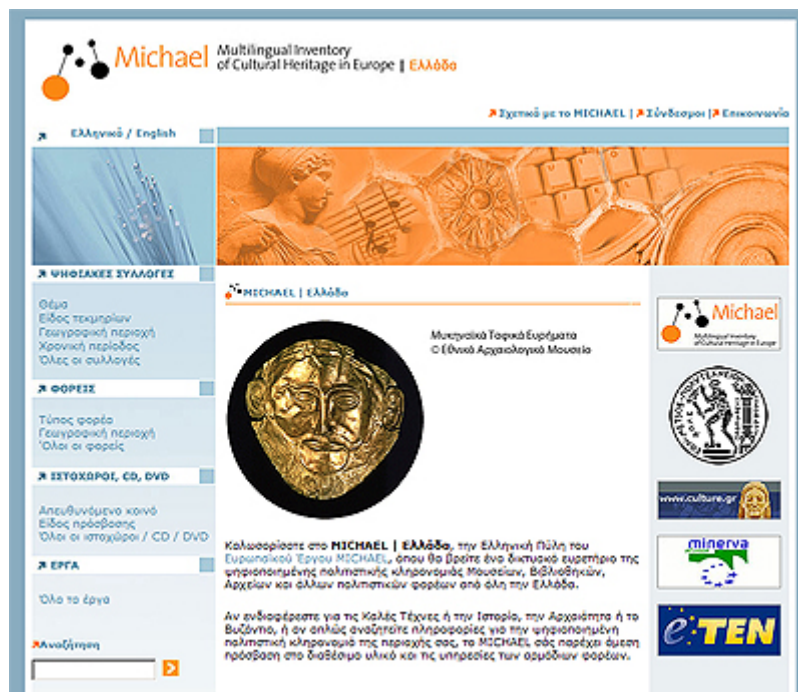 Michael Multilingual Inventory
of Cultural Heritage in Europe | Ελλάδα
Σχετικά με το MICHAEL | Σύνδεσμοι | Επικοινωνία
Ελληνικά / English
ΨΗΦΙΑΚΕΣ ΣΥΛΛΟΓΕΣ
Θέμα
Είδος τεκμηρίων
Γεωγραφική περιοχή
Χρονική περίοδος
Όλες οι συλλογές
ΦΟΡΕΙΣ
Τύπος φορέα
Γεωγραφική περιοχή
Όλοι οι φορείς
ΙΣΤΟΧΩΡΟΙ, CD, DVD
Απευθυνόμενο κοινό
Είδος πρόσβασης
Όλοι οι ιστοχώροι / CD / DVD
ΕΡΓΑ
Όλα τα έργα
Αναζήτηση
MICHAEL | Ελλάδα
Μυκηναϊκά Ταφικά Ευρήματα
© Εθνικό Αρχαιολογικό Μουσείο
Καλωσορίσατε στο MICHAEL | Ελλάδα, την Ελληνική Πύλη του
Ευρωπαϊκού Έργου MICHAEL, όπου θα βρείτε ένα δικτυακό ευρετήριο της
ψηφιοποιημένης πολιτιστικής κληρονομιάς Μουσείων, Βιβλιοθηκών,
Αρχείων και άλλων πολιτιστικών φορέων από όλη την Ελλάδα.
Αν ενδιαφέρεστε για τις Καλές Τέχνες ή την Ιστορία, την Αρχαιότητα ή το
Βυζάντιο, ή αν απλώς αναζητείτε πληροφορίες για την ψηφιοποιημένη
πολιτιστική κληρονομιά της περιοχής σας, το MICHAEL σάς παρέχει άμεση
πρόσβαση στο διαθέσιμο υλικό και τις υπηρεσίες των αρμόδιων φορέων.
Michael
Multilingual Inventory
of Cultural Heritage in Europe
www.culture.gr
minerva
e TEN